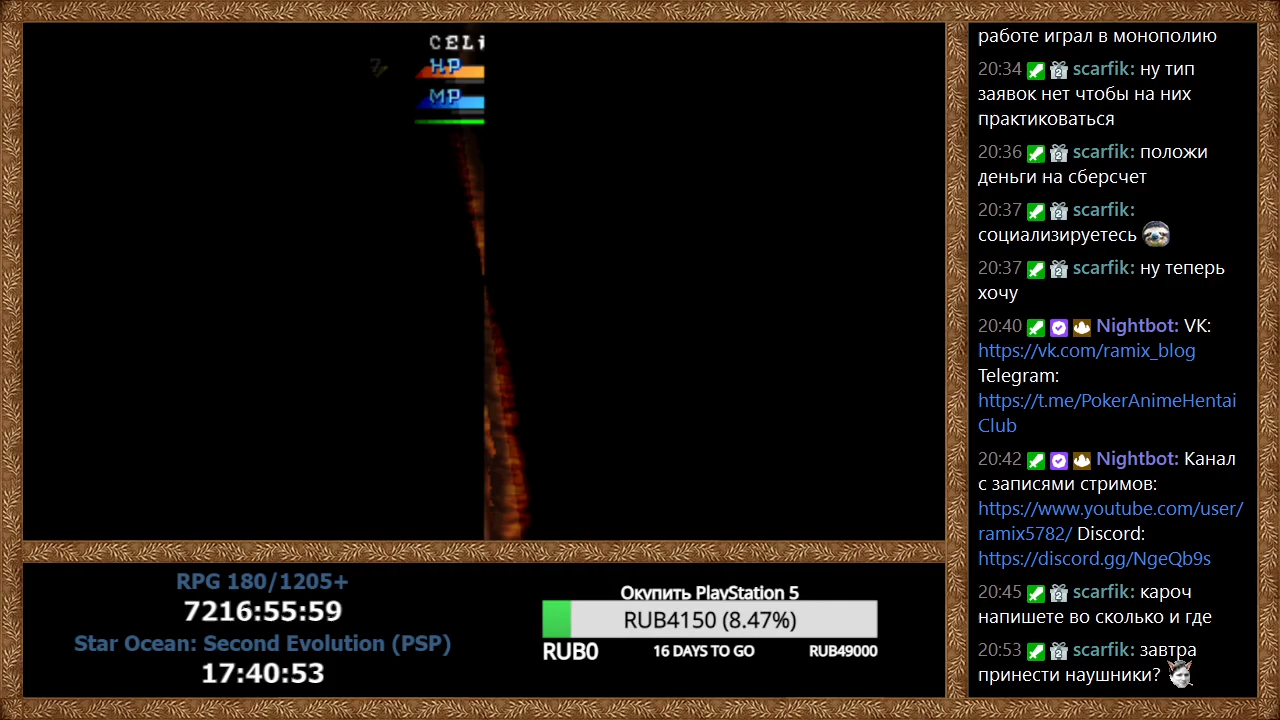 CELi
HP
MP
RPG 180/1205+
7216:55:59
Star Ocean: Second Evolution (PSP)
17:40:53
Окупить PlayStation 5
RUB4150 (8.47%)
RUB0
16 DAYS TO GO
RUB49000
работе играл в монополию
20:34 scarfik: ну тип
заявок нет чтобы на них
практиковаться
20:36 scarfik: положи
деньги на сберсчет
20:37 scarfik:
социализируетесь
20:37 scarfik: ну теперь
хочу
20:40 Nightbot: VK:
https://vk.com/ramix_blog
Telegram:
https://t.me/PokerAnimeHentai
Club
20:42 Nightbot: Канал
с записями стримов:
https://www.youtube.com/user/
ramix5782/ Discord:
https://discord.gg/NgeQb9s
20:45 scarfik: кароч
напишете во сколько и где
20:53 scarfik: завтра
принести наушники?